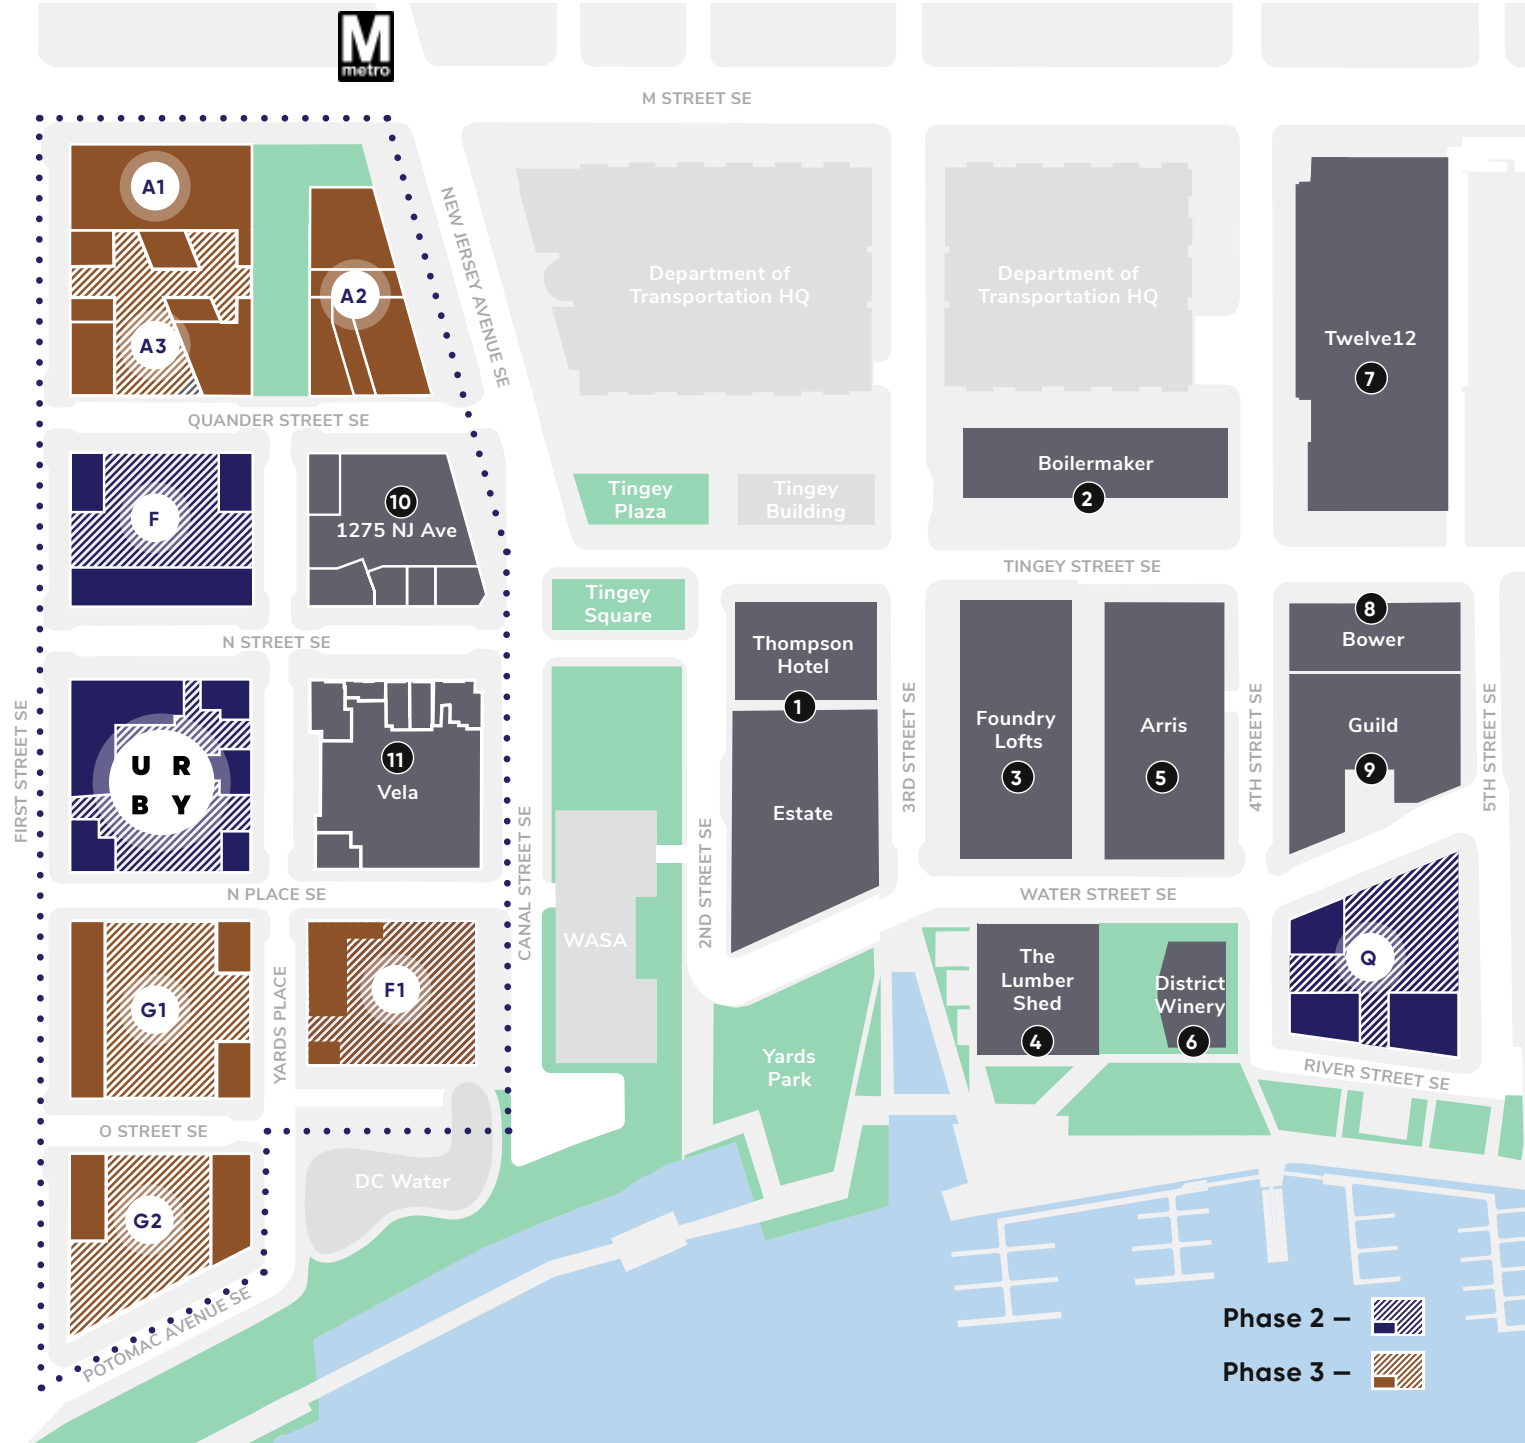 M
metro
M STREET SE
A1
NEW JERSEY AVENUE SE
Department of
Transportation HQ
Department of
Transportation HQ
A2
A3
Twelve12
7
QUANDER STREET SE
Boilermaker
2
F
10
1275 NJ Ave
Tingey
Plaza
Tingey
Building
TINGEY STREET SE
Tingey
Square
8
Bower
N STREET SE
Thompson
Hotel
1
FIRST STREET SE
U R
B Y
11
Vela
CANAL STREET SE
2ND STREET SE
Estate
3RD STREET SE
Foundry
Lofts
3
Arris
5
4TH STREET SE
Guild
9
5TH STREET SE
N PLACE SE
WATER STREET SE
WASA
G1
YARDS PLACE
F1
The
Lumber
Shed
4
District
Winery
6
Q
Yards
Park
RIVER STREET SE
O STREET SE
DC Water
G2
POTOMAC AVENUE SE
Phase 2 –
Phase 3 –